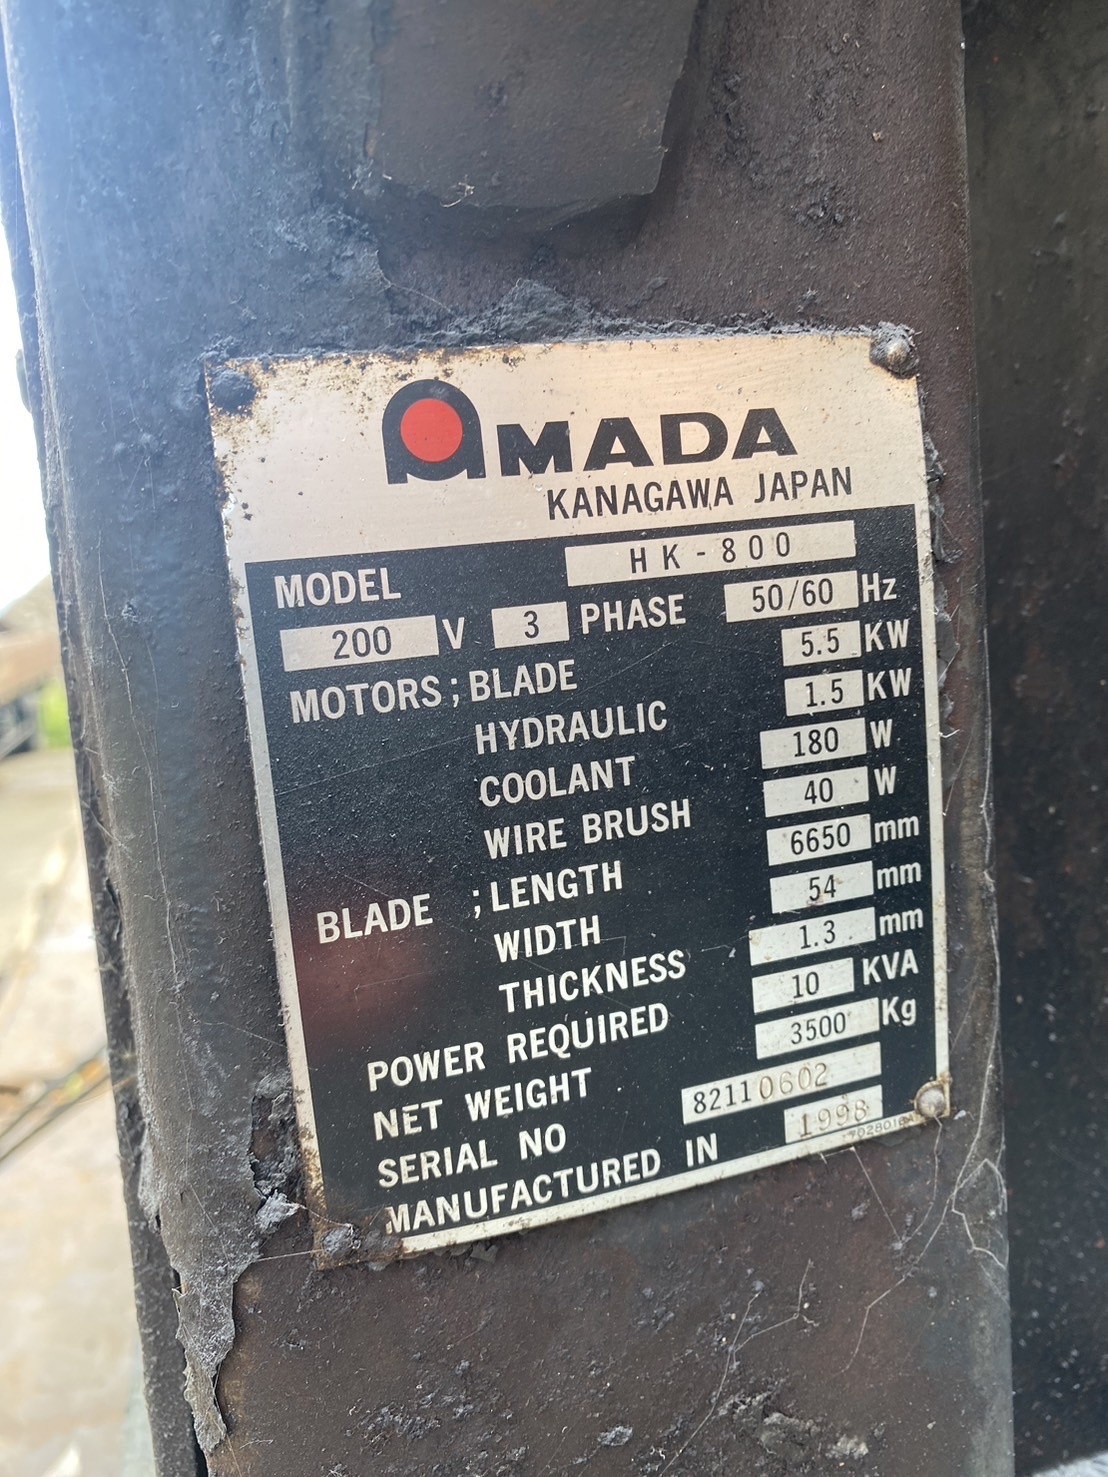 AMADA
KANAGAWA JAPAN
MODEL HK-800
200 V 3 PHASE 50/60 Hz
MOTORS; BLADE 5.5 KW
HYDRAULIC 1.5 KW
COOLANT 180 W
WIRE BRUSH 40 W
BLADE ; LENGTH 6650 mm
WIDTH 54 mm
THICKNESS 1.3 mm
POWER REQUIRED 10 KVA
NET WEIGHT 3500 Kg
SERIAL NO 82110602
MANUFACTURED IN 1998